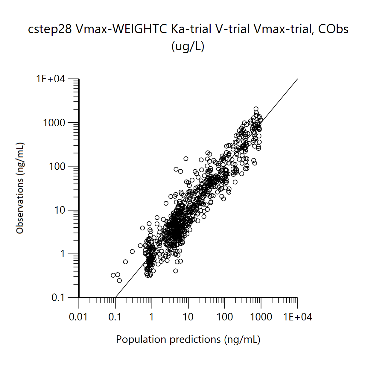 cstep28 Vmax-WEIGHTC Ka-trial V-trial Vmax-trial, CObs
(ug/L)
1E+04
1000
100
10
1
0.1
Observations (ng/mL)
0.01
0.1
1
10
100
1000
1E+04
Population predictions (ng/mL)